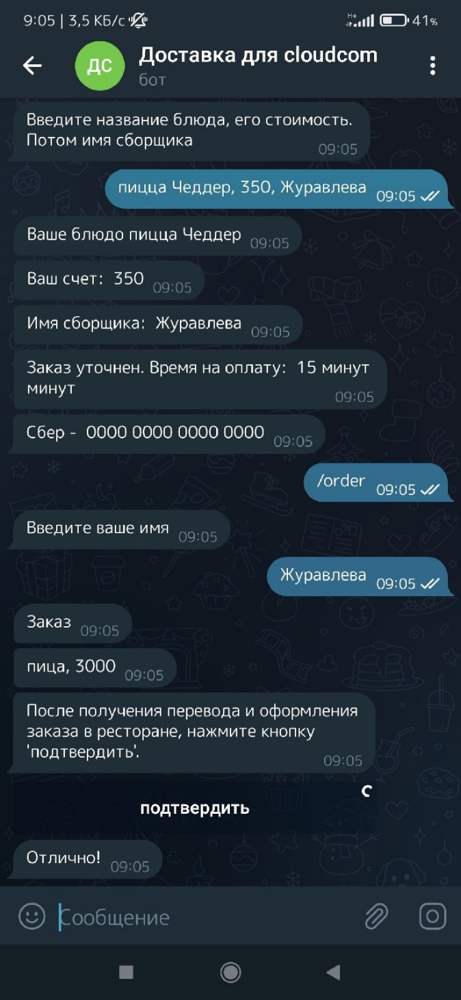 9:05 | 3,5 КБ/с H+ 41%
Доставка для cloudcom
ДС
бот
Введите название блюда, его стоимость.
Потом имя сборщика
09:05
пицца Чеддер, 350, Журавлева 09:05
Ваше блюдо пицца Чеддер 09:05
Ваш счет: 350 09:05
Имя сборщика: Журавлева 09:05
Заказ уточнен. Время на оплату: 15 минут
минут
09:05
Сбер - 0000 0000 0000 0000 09:05
/order 09:05
Введите ваше имя 09:05
Журавлева 09:05
Заказ 09:05
пица, 3000 09:05
После получения перевода и оформления
заказа в ресторане, нажмите кнопку
'подтвердить'.
09:05
подтвердить
Отлично! 09:05
Сообщение